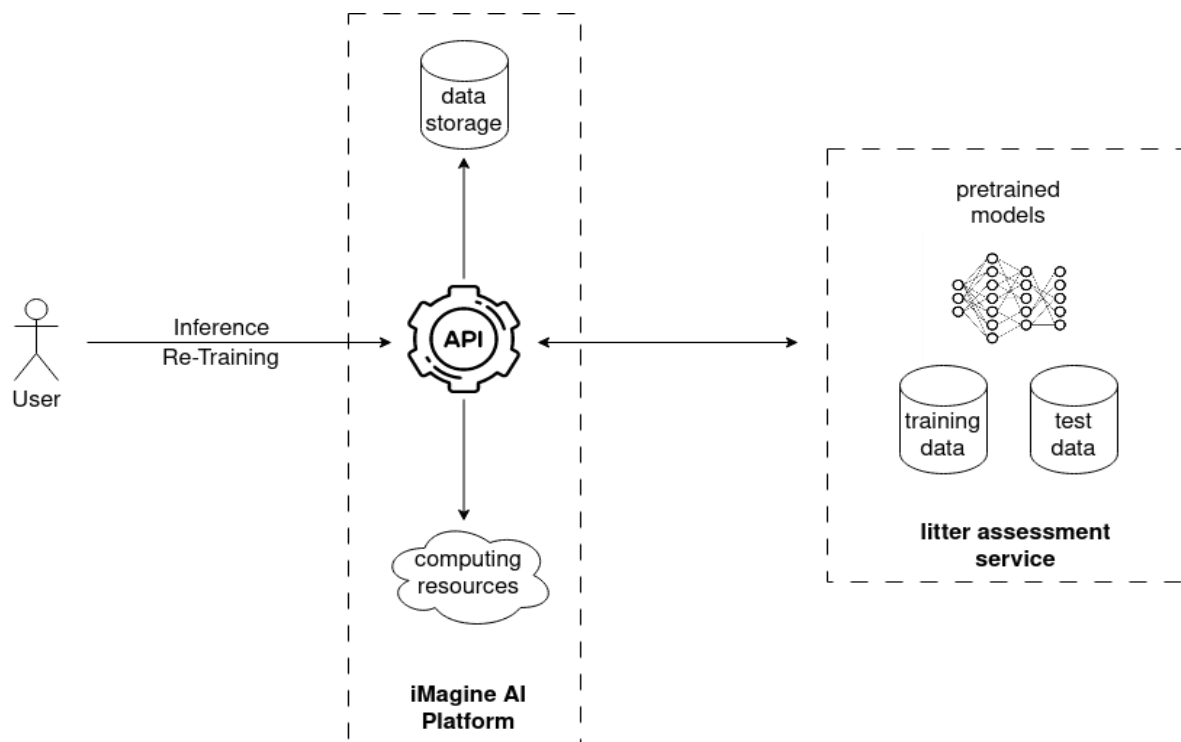 data
storage
pretrained
models
Inference
Re-Training
API
User
training
data
test
data
litter assessment
service
computing
resources
iMagine AI
Platform